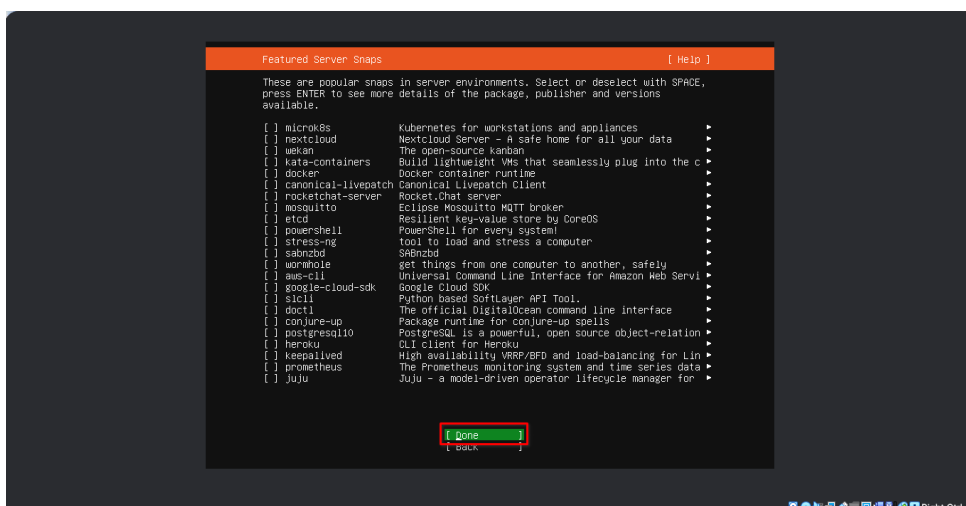 Featured Server Snaps [ Help ]
These are popular snaps in server environments. Select or deselect with SPACE,
press ENTER to see more details of the package, publisher and versions
available.
[ ] microk8s Kubernetes for workstations and appliances ►
[ ] nextcloud Nextcloud Server – A safe home for all your data ►
[ ] wekan The open-source kanban ►
[ ] kata-containers Build lightweight VMs that seamlessly plug into the c ►
[ ] docker Docker container runtime ►
[ ] canonical-livepatch Canonical Livepatch Client ►
[ ] rocketchat-server Rocket.Chat server ►
[ ] mosquitto Eclipse Mosquitto MQTT broker ►
[ ] etcd Resilient key-value store by CoreOS ►
[ ] powershell PowerShell for every system! ►
[ ] stress-ng tool to load and stress a computer ►
[ ] sabnzbd SABnzbd ►
[ ] wormhole get things from one computer to another, safely ►
[ ] aws-cli Universal Command Line Interface for Amazon Web Servi ►
[ ] google-cloud-sdk Google Cloud SDK ►
[ ] slcli Python based SoftLayer API Tool. ►
[ ] doctl The official DigitalOcean command line interface ►
[ ] conjure-up Package runtime for conjure-up spells ►
[ ] postgresql10 PostgreSQL is a powerful, open source object-relation ►
[ ] heroku CLI client for Heroku ►
[ ] keepalived High availability VRRP/BFD and load-balancing for Lin ►
[ ] prometheus The Prometheus monitoring system and time series data ►
[ ] juju Juju – a model-driven operator lifecycle manager for ►
[ Done ]
[ Back ]
Right Ctrl